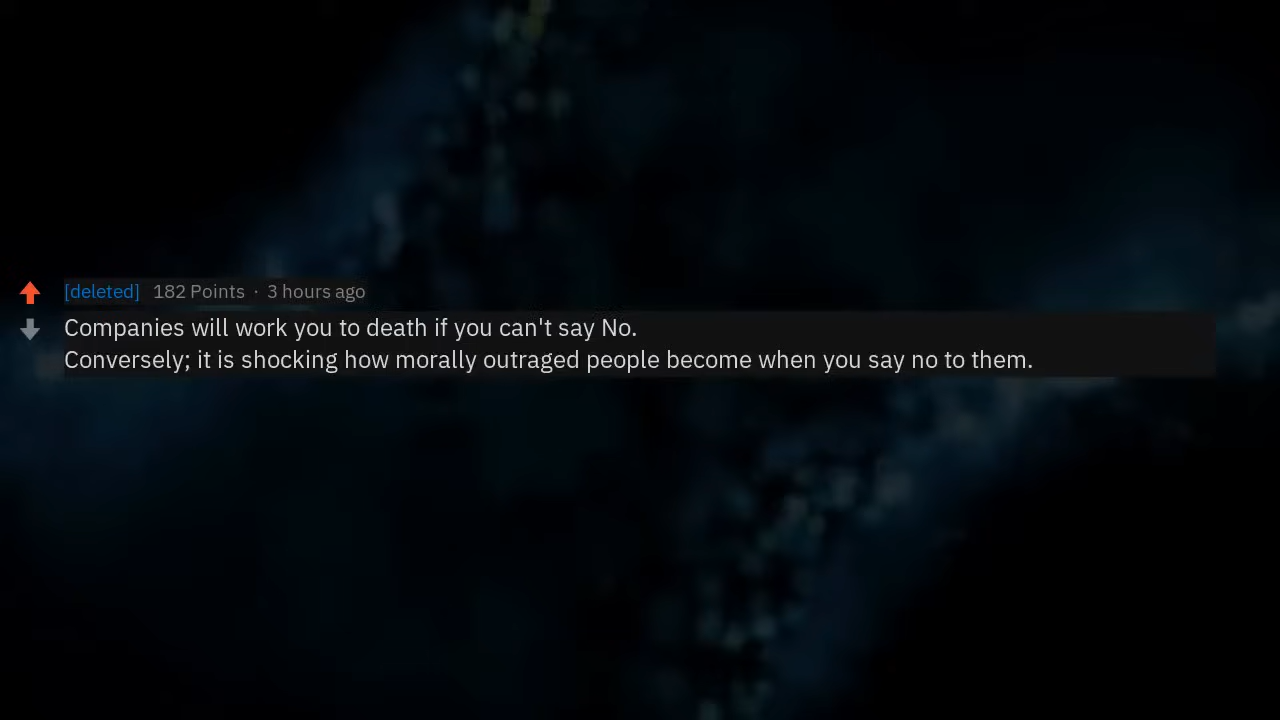 [deleted] 182 Points · 3 hours ago
Companies will work you to death if you can't say No.
Conversely; it is shocking how morally outraged people become when you say no to them.